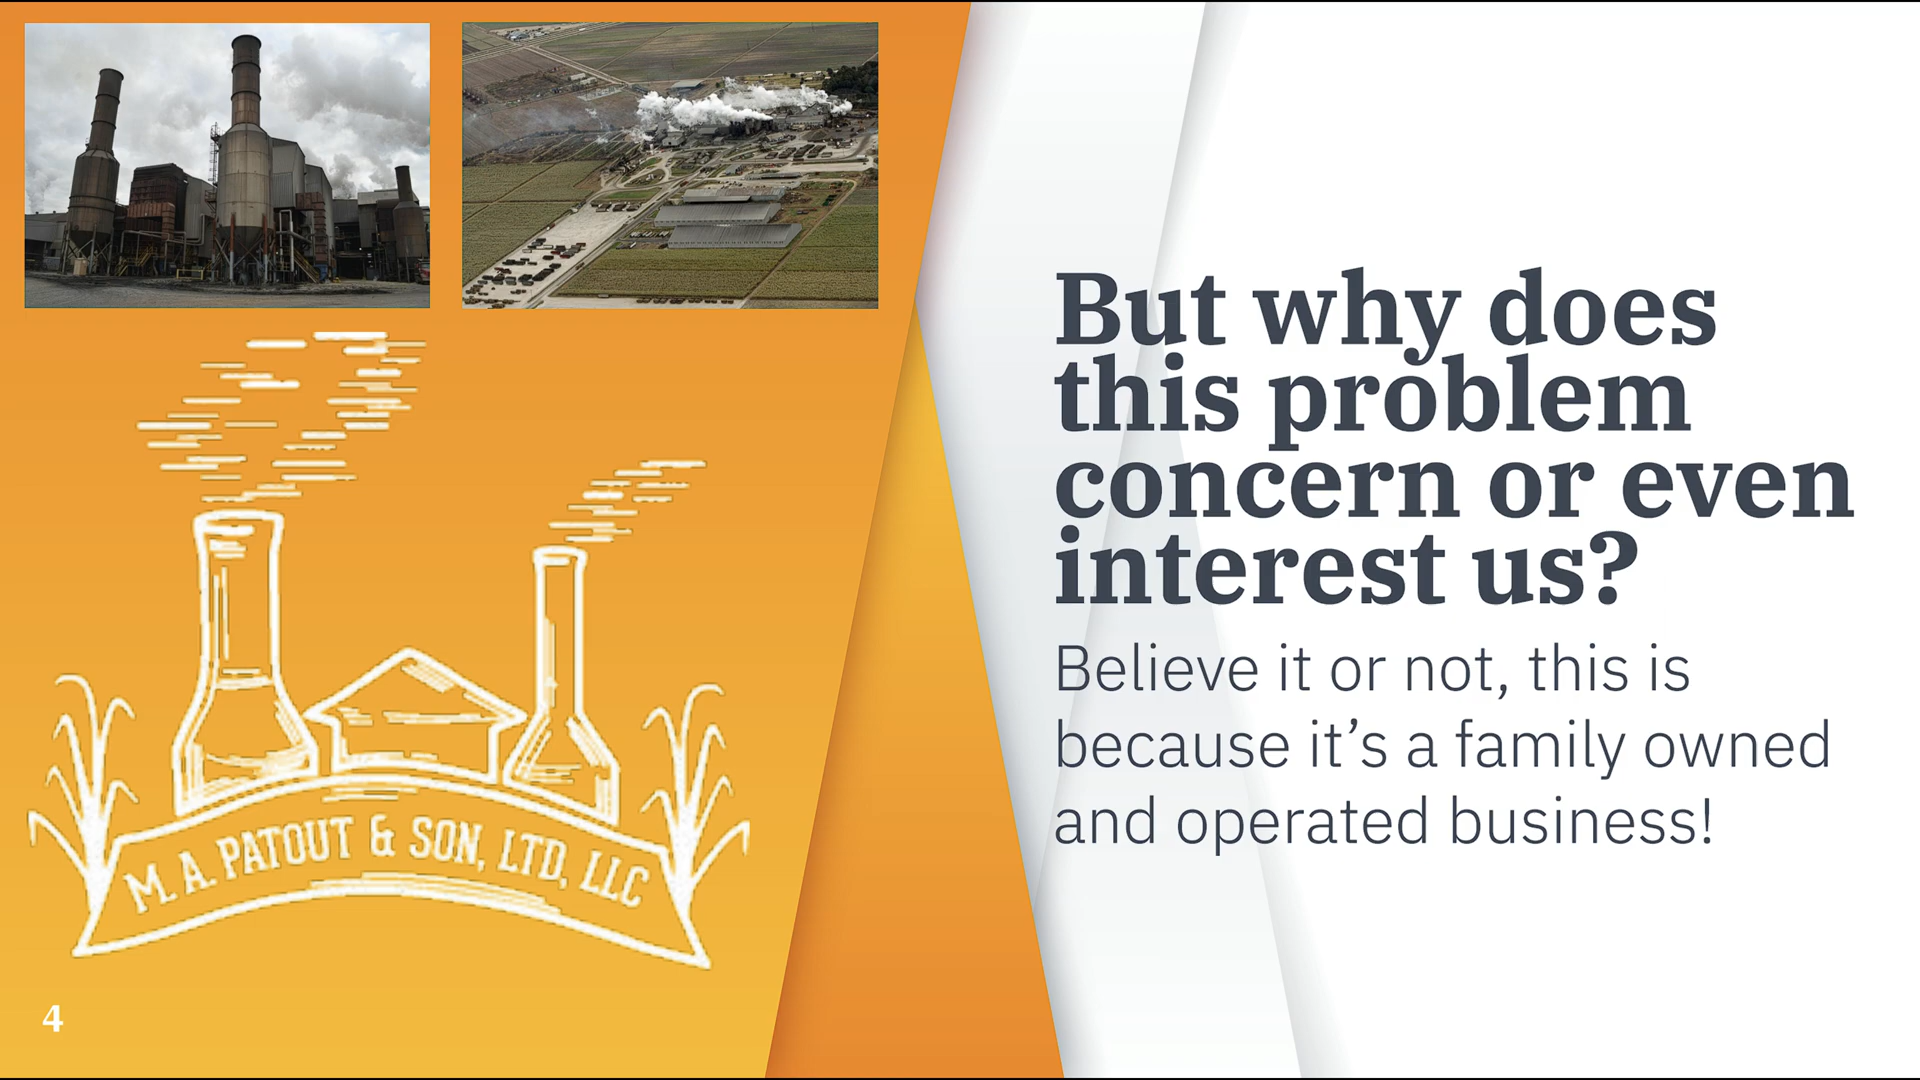 But why does
this problem
concern or even
interest us?
Believe it or not, this is
because it’s a family owned
and operated business!
M. A. PATOUT & SON, LTD, LLC
4